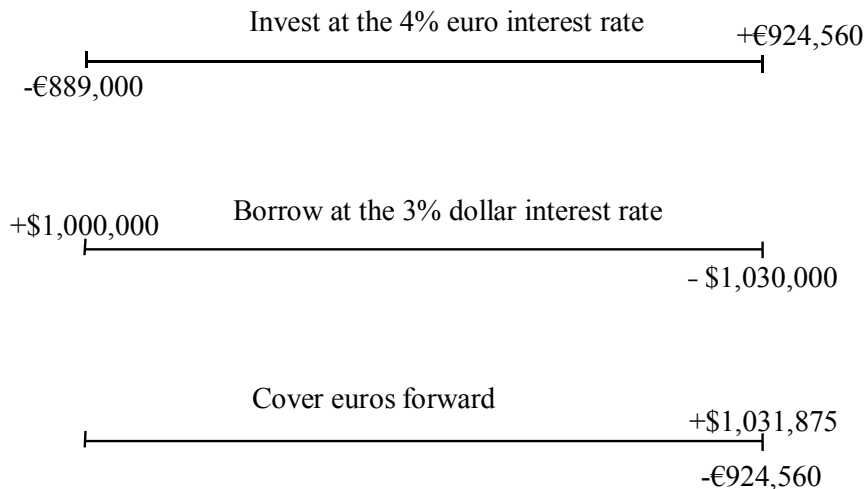 Invest at the 4% euro interest rate
+€924,560
-€889,000
+$1,000,000
Borrow at the 3% dollar interest rate
- $1,030,000
Cover euros forward
+$1,031,875
-€924,560